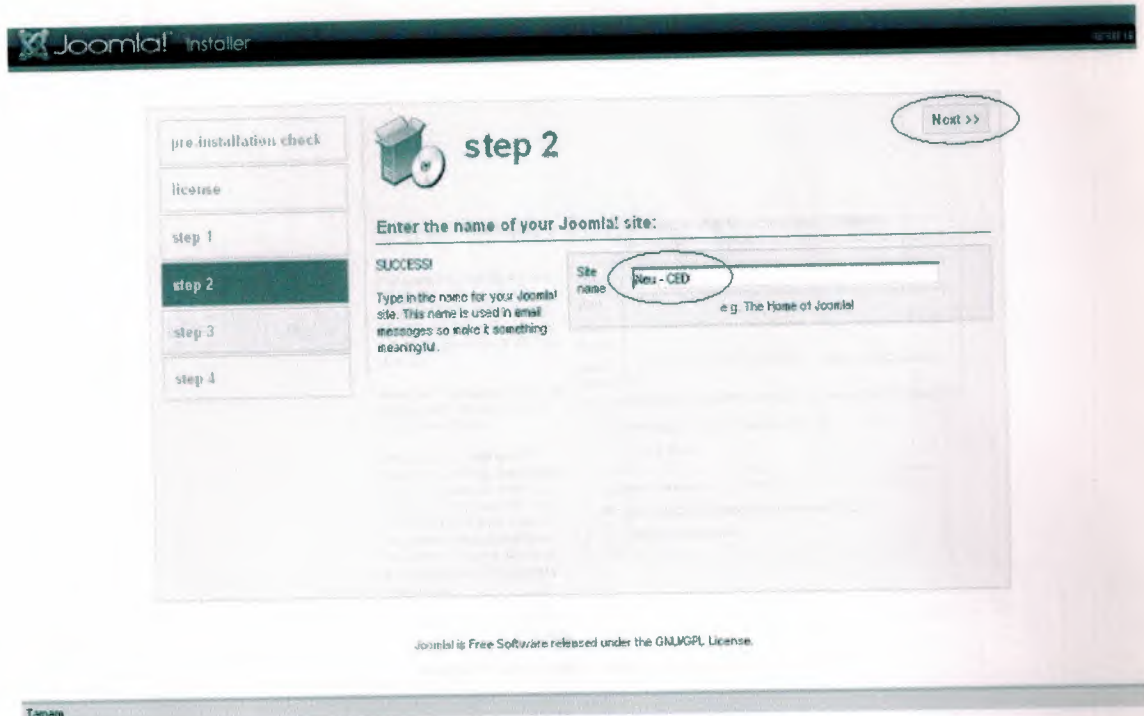 Joomla! Installer
Next >>
pre-installation check
license
step 1
step 2
step 3
step 4
step 2
Enter the name of your Joomla! site:
SUCCESS!
Type in the name for your Joomla!
site. This name is used in email
messages so make it something
meaningful.
Site
name
Neu - CED
e.g. The Home of Joomla!
Joomla! is Free Software released under the GNU/GPL License.
Tamam